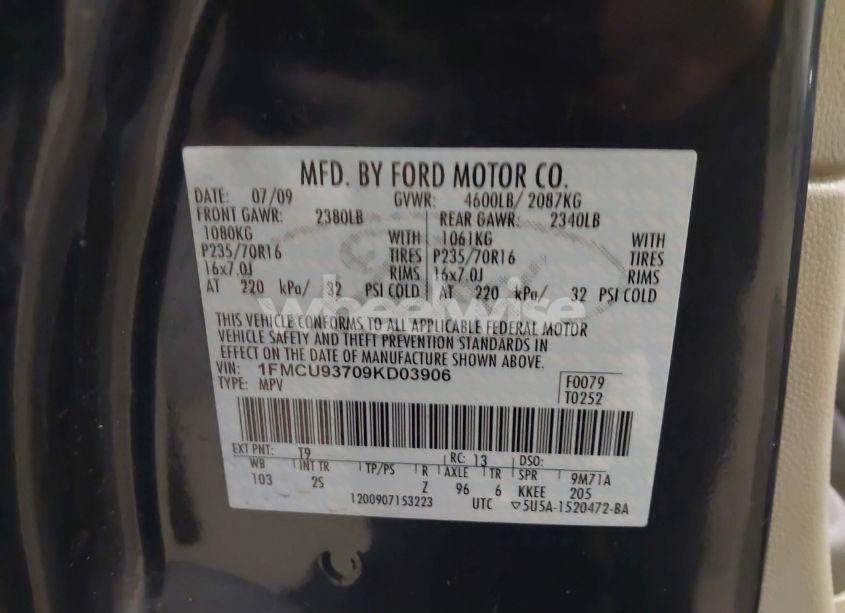 MFD. BY FORD MOTOR CO.
DATE: 07/09 GVWR: 4600LB/ 2087KG
FRONT GAWR: 2380LB REAR GAWR: 2340LB
1080KG WITH 1061KG WITH
P235/70R16 TIRES P235/70R16 TIRES
16x7.0J RIMS 16x7.0J RIMS
AT 220 kPa/ 32 PSI COLD AT 220 kPa/ 32 PSI COLD
wheelwise
THIS VEHICLE CONFORMS TO ALL APPLICABLE FEDERAL MOTOR
VEHICLE SAFETY AND THEFT PREVENTION STANDARDS IN
EFFECT ON THE DATE OF MANUFACTURE SHOWN ABOVE.
VIN: 1FMCU93709KD03906 F0079
TYPE: MPV T0252
EXT PNT: T9 RC: 13 DSO:
WB INT TR TP/PS R AXLE TR SPR 9M71A
103 2S Z 96 6 KKEE 205
1200907153223 UTC ▽5U5A-1520472-BA